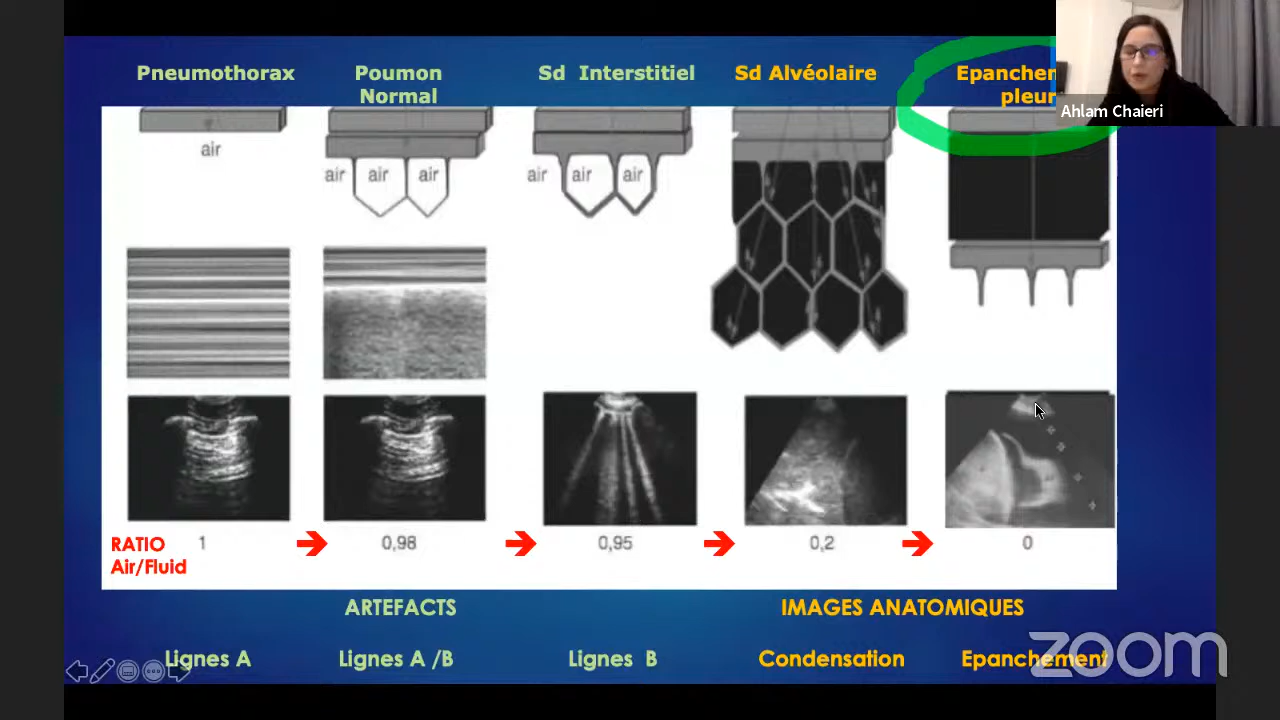 Pneumothorax
Poumon
Normal
Sd Interstitiel
Sd Alvéolaire
Ahlam Chaieri
air
air
air
air
air
air
air
RATIO
Air/Fluid
1
0,98
0,95
0,2
0
ARTEFACTS
IMAGES ANATOMIQUES
Lignes A
Lignes A /B
Lignes B
Condensation
Epanchement
zoom